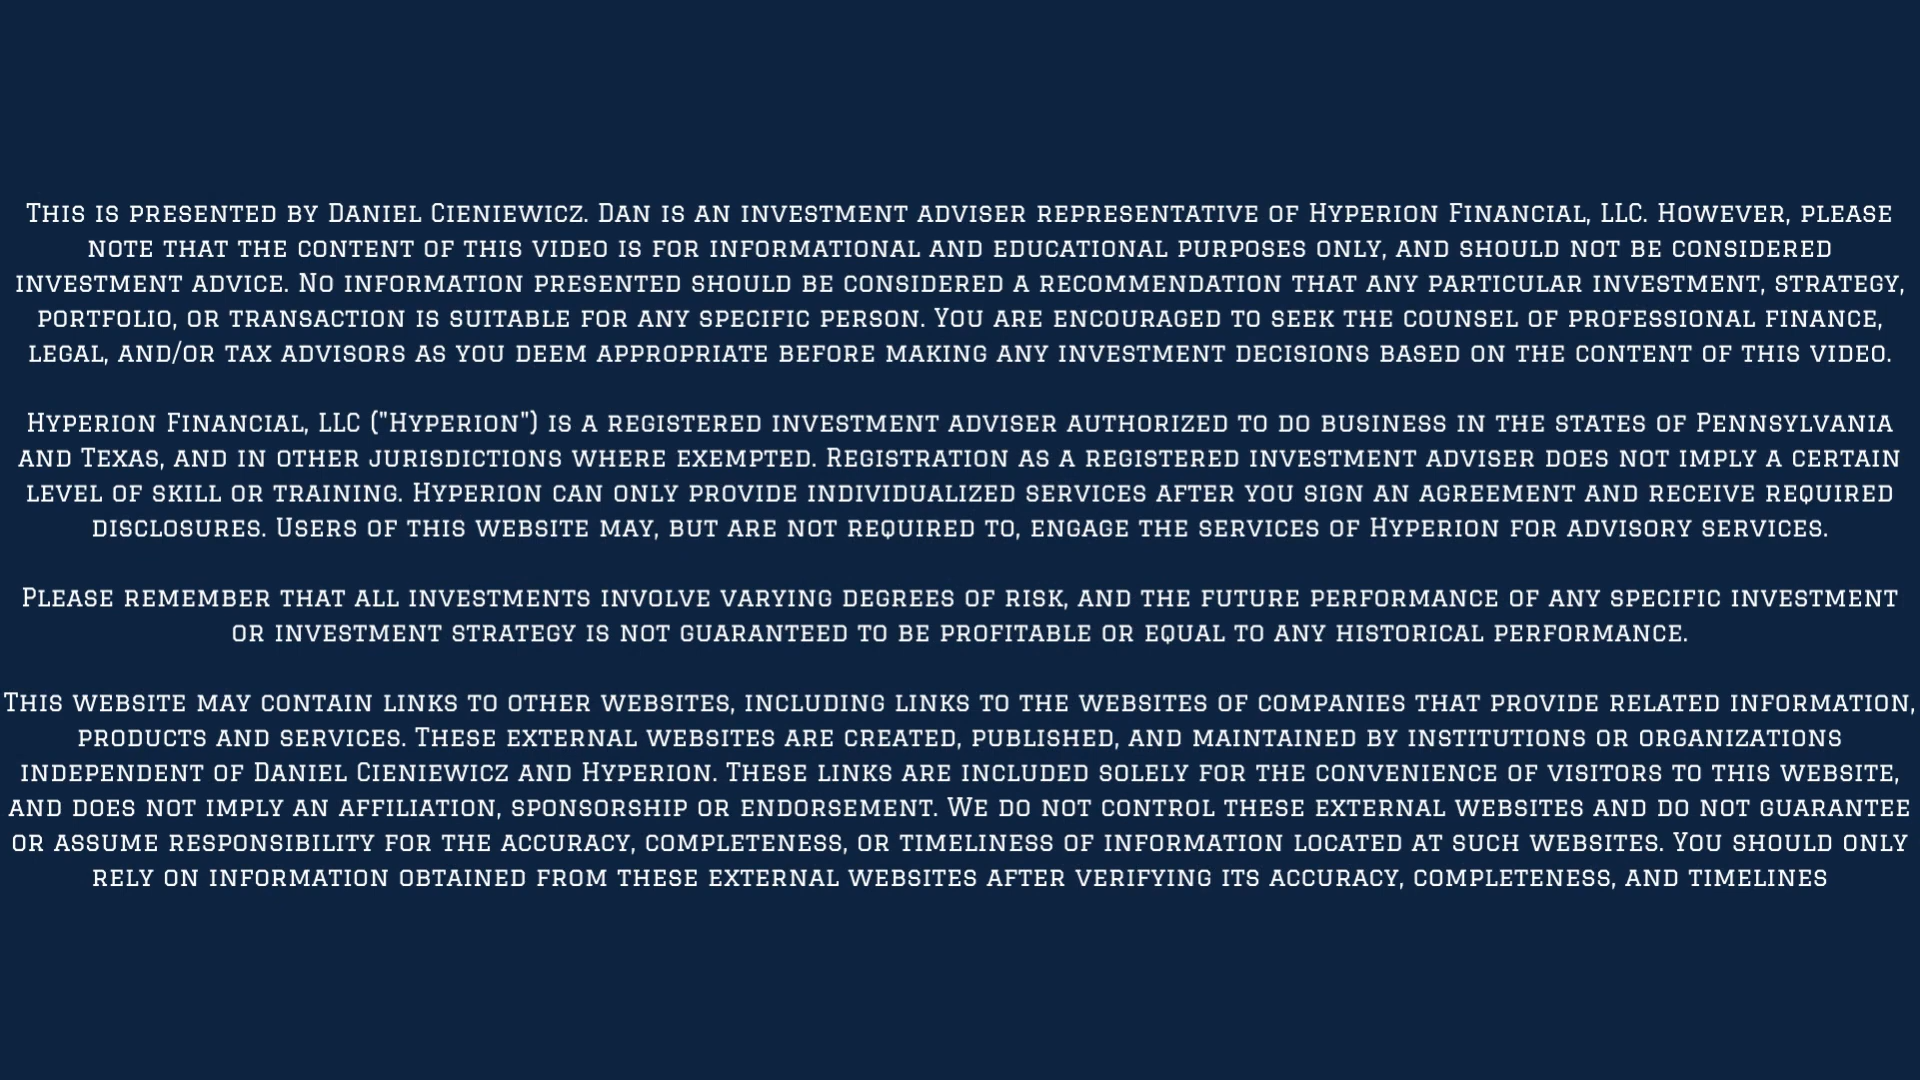 This is presented by Daniel Cieniewicz. Dan is an investment adviser representative of Hyperion Financial, LLC. However, please
note that the content of this video is for informational and educational purposes only, and should not be considered
investment advice. No information presented should be considered a recommendation that any particular investment, strategy,
portfolio, or transaction is suitable for any specific person. You are encouraged to seek the counsel of professional finance,
legal, and/or tax advisors as you deem appropriate before making any investment decisions based on the content of this video.
Hyperion Financial, LLC ("Hyperion") is a registered investment adviser authorized to do business in the states of Pennsylvania
and Texas, and in other jurisdictions where exempted. Registration as a registered investment adviser does not imply a certain
level of skill or training. Hyperion can only provide individualized services after you sign an agreement and receive required
disclosures. Users of this website may, but are not required to, engage the services of Hyperion for advisory services.
Please remember that all investments involve varying degrees of risk, and the future performance of any specific investment
or investment strategy is not guaranteed to be profitable or equal to any historical performance.
This website may contain links to other websites, including links to the websites of companies that provide related information,
products and services. These external websites are created, published, and maintained by institutions or organizations
independent of Daniel Cieniewicz and Hyperion. These links are included solely for the convenience of visitors to this website,
and does not imply an affiliation, sponsorship or endorsement. We do not control these external websites and do not guarantee
or assume responsibility for the accuracy, completeness, or timeliness of information located at such websites. You should only
rely on information obtained from these external websites after verifying its accuracy, completeness, and timelines